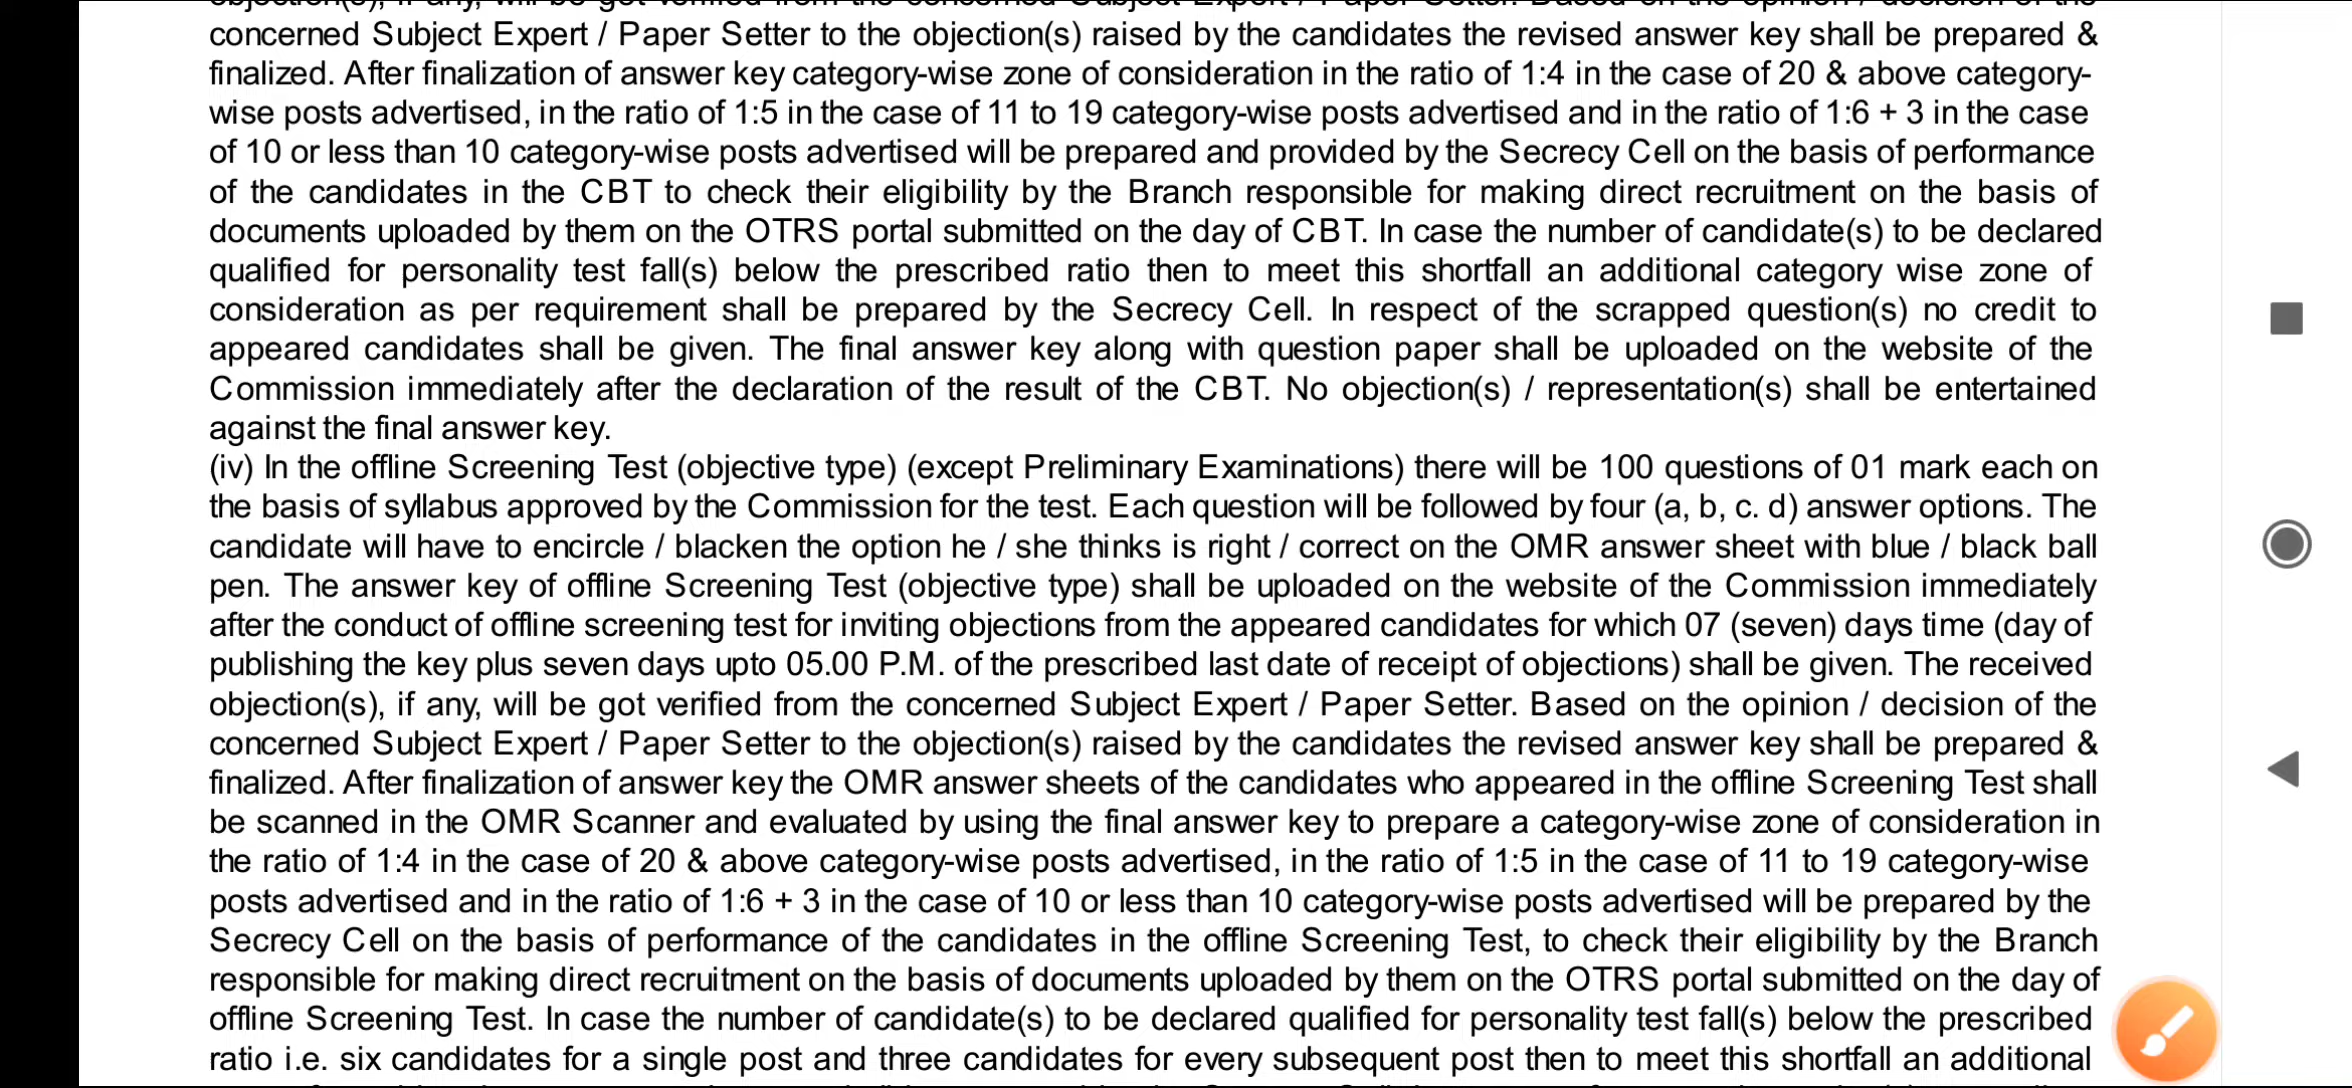 objection(s), if any, will be got verified from the concerned Subject Expert / Paper Setter. Based on the opinion / decision of the
concerned Subject Expert / Paper Setter to the objection(s) raised by the candidates the revised answer key shall be prepared &
finalized. After finalization of answer key category-wise zone of consideration in the ratio of 1:4 in the case of 20 & above category-
wise posts advertised, in the ratio of 1:5 in the case of 11 to 19 category-wise posts advertised and in the ratio of 1:6 + 3 in the case
of 10 or less than 10 category-wise posts advertised will be prepared and provided by the Secrecy Cell on the basis of performance
of the candidates in the CBT to check their eligibility by the Branch responsible for making direct recruitment on the basis of
documents uploaded by them on the OTRS portal submitted on the day of CBT. In case the number of candidate(s) to be declared
qualified for personality test fall(s) below the prescribed ratio then to meet this shortfall an additional category wise zone of
consideration as per requirement shall be prepared by the Secrecy Cell. In respect of the scrapped question(s) no credit to
appeared candidates shall be given. The final answer key along with question paper shall be uploaded on the website of the
Commission immediately after the declaration of the result of the CBT. No objection(s) / representation(s) shall be entertained
against the final answer key.
(iv) In the offline Screening Test (objective type) (except Preliminary Examinations) there will be 100 questions of 01 mark each on
the basis of syllabus approved by the Commission for the test. Each question will be followed by four (a, b, c. d) answer options. The
candidate will have to encircle / blacken the option he / she thinks is right / correct on the OMR answer sheet with blue / black ball
pen. The answer key of offline Screening Test (objective type) shall be uploaded on the website of the Commission immediately
after the conduct of offline screening test for inviting objections from the appeared candidates for which 07 (seven) days time (day of
publishing the key plus seven days upto 05.00 P.M. of the prescribed last date of receipt of objections) shall be given. The received
objection(s), if any, will be got verified from the concerned Subject Expert / Paper Setter. Based on the opinion / decision of the
concerned Subject Expert / Paper Setter to the objection(s) raised by the candidates the revised answer key shall be prepared &
finalized. After finalization of answer key the OMR answer sheets of the candidates who appeared in the offline Screening Test shall
be scanned in the OMR Scanner and evaluated by using the final answer key to prepare a category-wise zone of consideration in
the ratio of 1:4 in the case of 20 & above category-wise posts advertised, in the ratio of 1:5 in the case of 11 to 19 category-wise
posts advertised and in the ratio of 1:6 + 3 in the case of 10 or less than 10 category-wise posts advertised will be prepared by the
Secrecy Cell on the basis of performance of the candidates in the offline Screening Test, to check their eligibility by the Branch
responsible for making direct recruitment on the basis of documents uploaded by them on the OTRS portal submitted on the day of
offline Screening Test. In case the number of candidate(s) to be declared qualified for personality test fall(s) below the prescribed
ratio i.e. six candidates for a single post and three candidates for every subsequent post then to meet this shortfall an additional